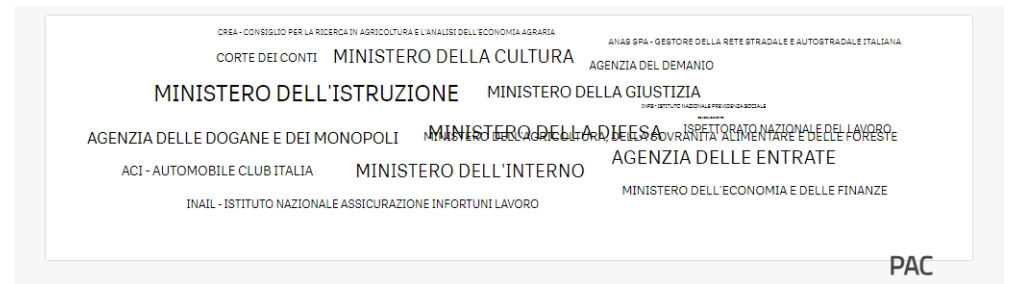 CREA - CONSIGLIO PER LA RICERCA IN AGRICOLTURA E L'ANALISI DELL'ECONOMIA AGRARIA
ANAS SPA - GESTORE DELLA RETE STRADALE E AUTOSTRADALE ITALIANA
CORTE DEI CONTI
MINISTERO DELLA CULTURA
AGENZIA DEL DEMANIO
MINISTERO DELL'ISTRUZIONE
MINISTERO DELLA GIUSTIZIA
INPS - ISTITUTO NAZIONALE PREVIDENZA SOCIALE
AGENZIA DELLE DOGANE E DEI MONOPOLI
MINISTERO DELLA DIFESA
ISPETTORATO NAZIONALE DEL LAVORO
MINISTERO DELL'AGRICOLTURA, DELLA SOVRANITA' ALIMENTARE E DELLE FORESTE
AGENZIA DELLE ENTRATE
ACI - AUTOMOBILE CLUB ITALIA
MINISTERO DELL'INTERNO
MINISTERO DELL'ECONOMIA E DELLE FINANZE
INAIL - ISTITUTO NAZIONALE ASSICURAZIONE INFORTUNI LAVORO
PAC